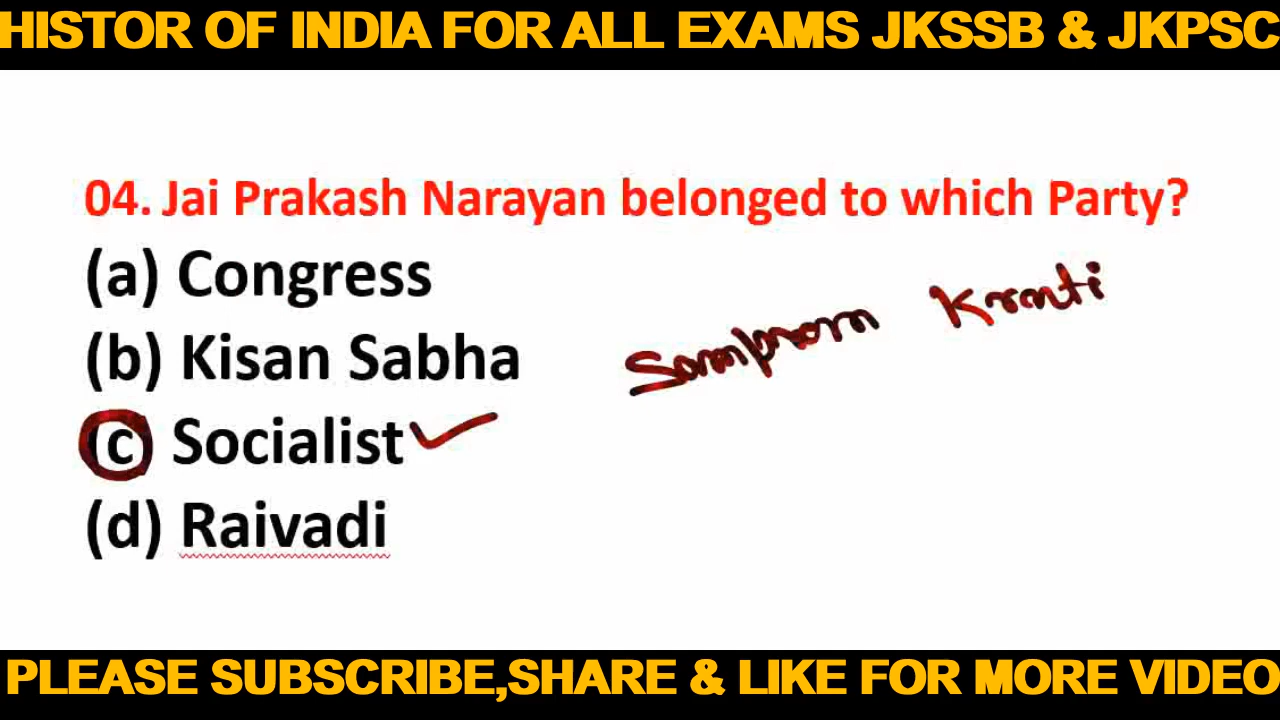 HISTOR OF INDIA FOR ALL EXAMS JKSSB & JKPSC
04. Jai Prakash Narayan belonged to which Party?
(a) Congress
(b) Kisan Sabha
(c) Socialist
(d) Raivadi
Kranti
PLEASE SUBSCRIBE,SHARE & LIKE FOR MORE VIDEO